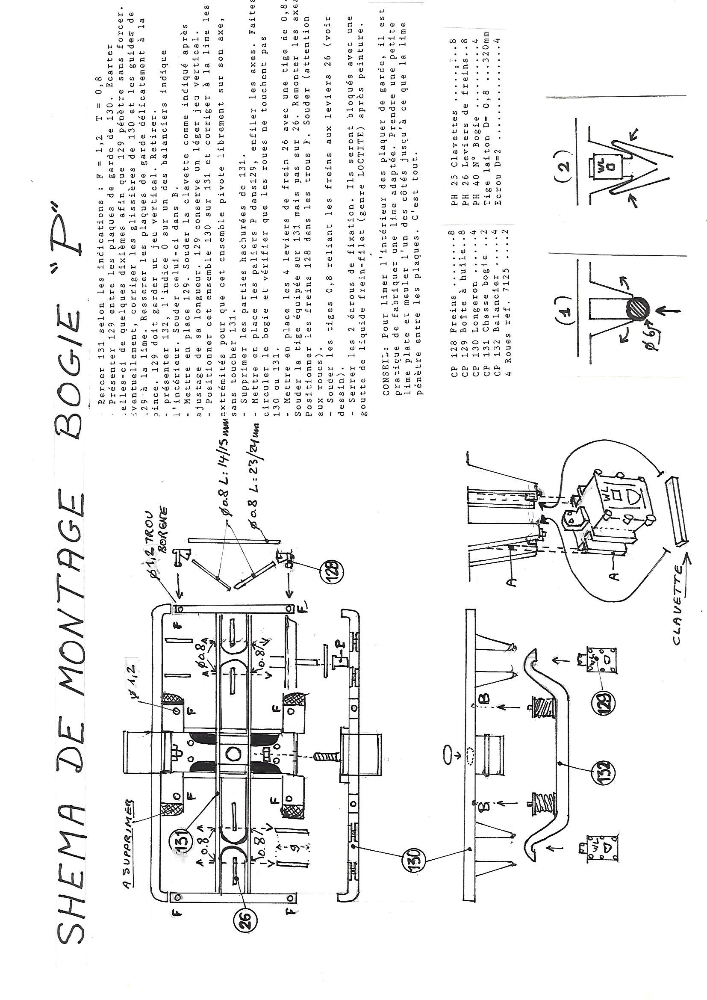 SHEMA DE MONTAGE BOGIE "P"
Percer 131 selon les indications : F = 1,2 T = 0,8
Présenter 129 entre les plaques de garde de 130. Ecarter
elles-ci de quelques dixièmes afin que 129 pénètre sans forcer.
ventuellement, corriger les glissières de 130 et les guides de
29 à la lime. Resserer les plaques de garde délicatement à la
pince. 129 doit garder un jeu vertical. Retirer.
- présenter 132, l'indice O sur un des balanciers indique
l'intérieur. Souder celui-ci dans B.
- Mettre en place 129. Souder la clavette comme indiqué après
ajustage de sa longueur. 129 conserve un léger jeu vertical.
- Positionner cet ensemble 130 sur 131 et corriger à la lime les
extrémités pour que cet ensemble pivote librement sur son axe,
sans toucher 131.
- Supprimer les parties hachurées de 131.
- Mettre en place les paliers P dans129, enfiler les axes. Faites
circuler le bogie et vérifier que les roues ne touchent pas
130 ou 131.
- Mettre en place les 4 leviers de frein 26 avec une tige de 0,8.
Souder la tige équipée sur 131 mais pas sur 26. Remonter les axes
Positioner les freins 128 dans les trous F. Souder (attention
aux roues).
- Souder les tiges 0,8 reliant les freins aux leviers 26 (voir
dessin).
- Serrer les 2 écrous de fixation. Ils seront bloqués avec une
goutte de liquide frein-filet (genre LOCTITE) après peinture.
CONSEIL: Pour limer l'intérieur des plaquer de garde, il est
pratique de fabriquer une lime adaptée. Prendre une petite
lime plate et meuler l'un des côtés jusqu'à ce que la lime
pénètre entre les plaques. C'est tout.
CP 128 Freins ........8
CP 129 Boîte à huile..8
CP 130 Longeron ......4
CP 131 Chasse bogie ..2
CP 132 Balancier .....4
4 Roues ref. 7125 ....2
PH 25 Clavettes .........8
PH 26 Leviers de freins..8
PH 40 N° Bogie .........4
Tige laiton D= 0,8 ...320mm
Ecrou D=2 ..............4
A SUPPRIMER
ø 1,2
ø 1,2 TROU
BORGNE
ø0.8 L: 14/15 mm
ø0.8 L: 23/24 mm
F
F
F
F
F
F
F
F
131
0.8
0.8
ø0.8
0.8
9
26
128
P
130
B
B
132
129
WL
WL
A
A
WL
CLAVETTE
(1)
ø 6
(2)
WL